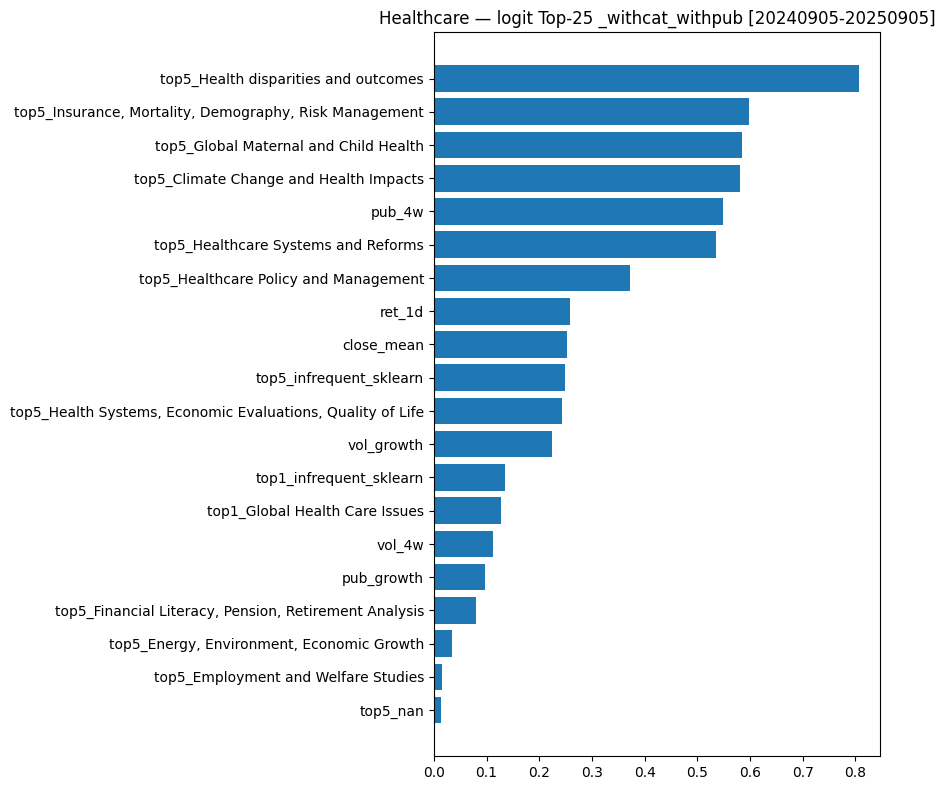 Healthcare — logit Top-25 _withcat_withpub [20240905-20250905]
top5_Health disparities and outcomes
top5_Insurance, Mortality, Demography, Risk Management
top5_Global Maternal and Child Health
top5_Climate Change and Health Impacts
pub_4w
top5_Healthcare Systems and Reforms
top5_Healthcare Policy and Management
ret_1d
close_mean
top5_infrequent_sklearn
top5_Health Systems, Economic Evaluations, Quality of Life
vol_growth
top1_infrequent_sklearn
top1_Global Health Care Issues
vol_4w
pub_growth
top5_Financial Literacy, Pension, Retirement Analysis
top5_Energy, Environment, Economic Growth
top5_Employment and Welfare Studies
top5_nan
0.0 0.1 0.2 0.3 0.4 0.5 0.6 0.7 0.8